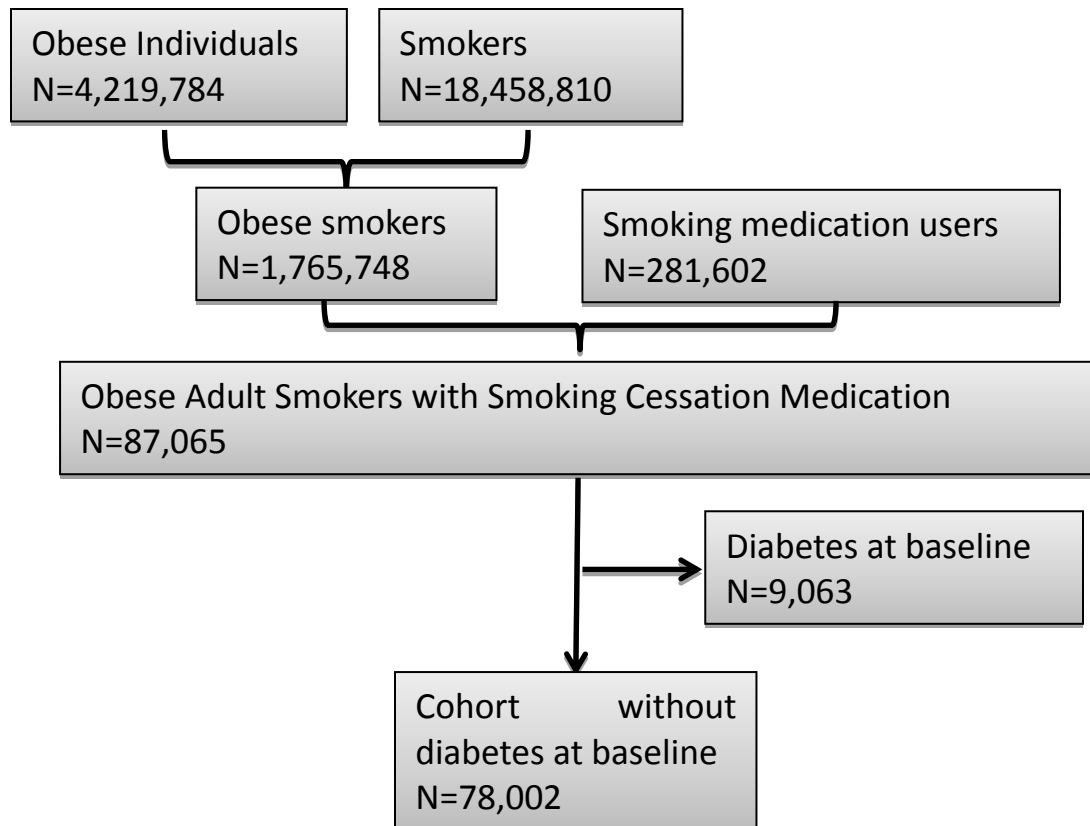 Obese Individuals
N=4,219,784
Smokers
N=18,458,810
Obese smokers
N=1,765,748
Smoking medication users
N=281,602
Obese Adult Smokers with Smoking Cessation Medication
N=87,065
Diabetes at baseline
N=9,063
Cohort without
diabetes at baseline
N=78,002